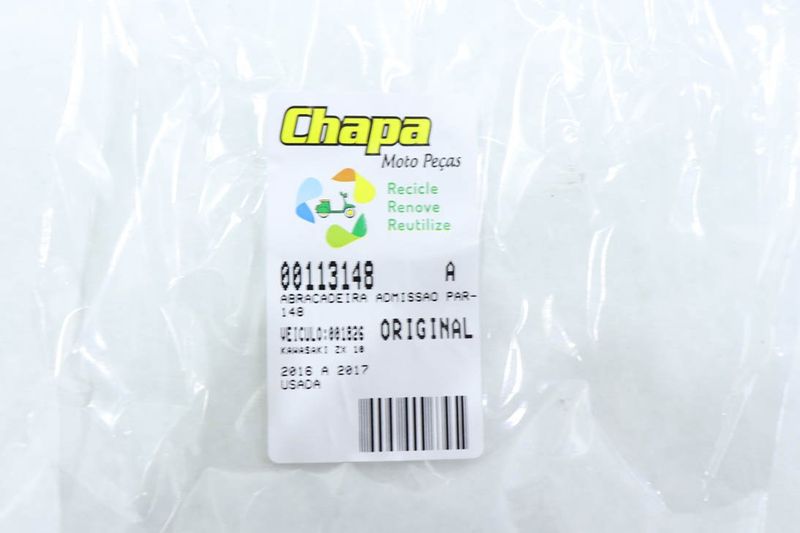 Chapa
Moto Peças
Recicle
Renove
Reutilize
00113148 A
ABRACADEIRA ADMISSAO PAR-
148
VEICULO:001826 ORIGINAL
KAWASAKI ZX 10
2016 A 2017
USADA